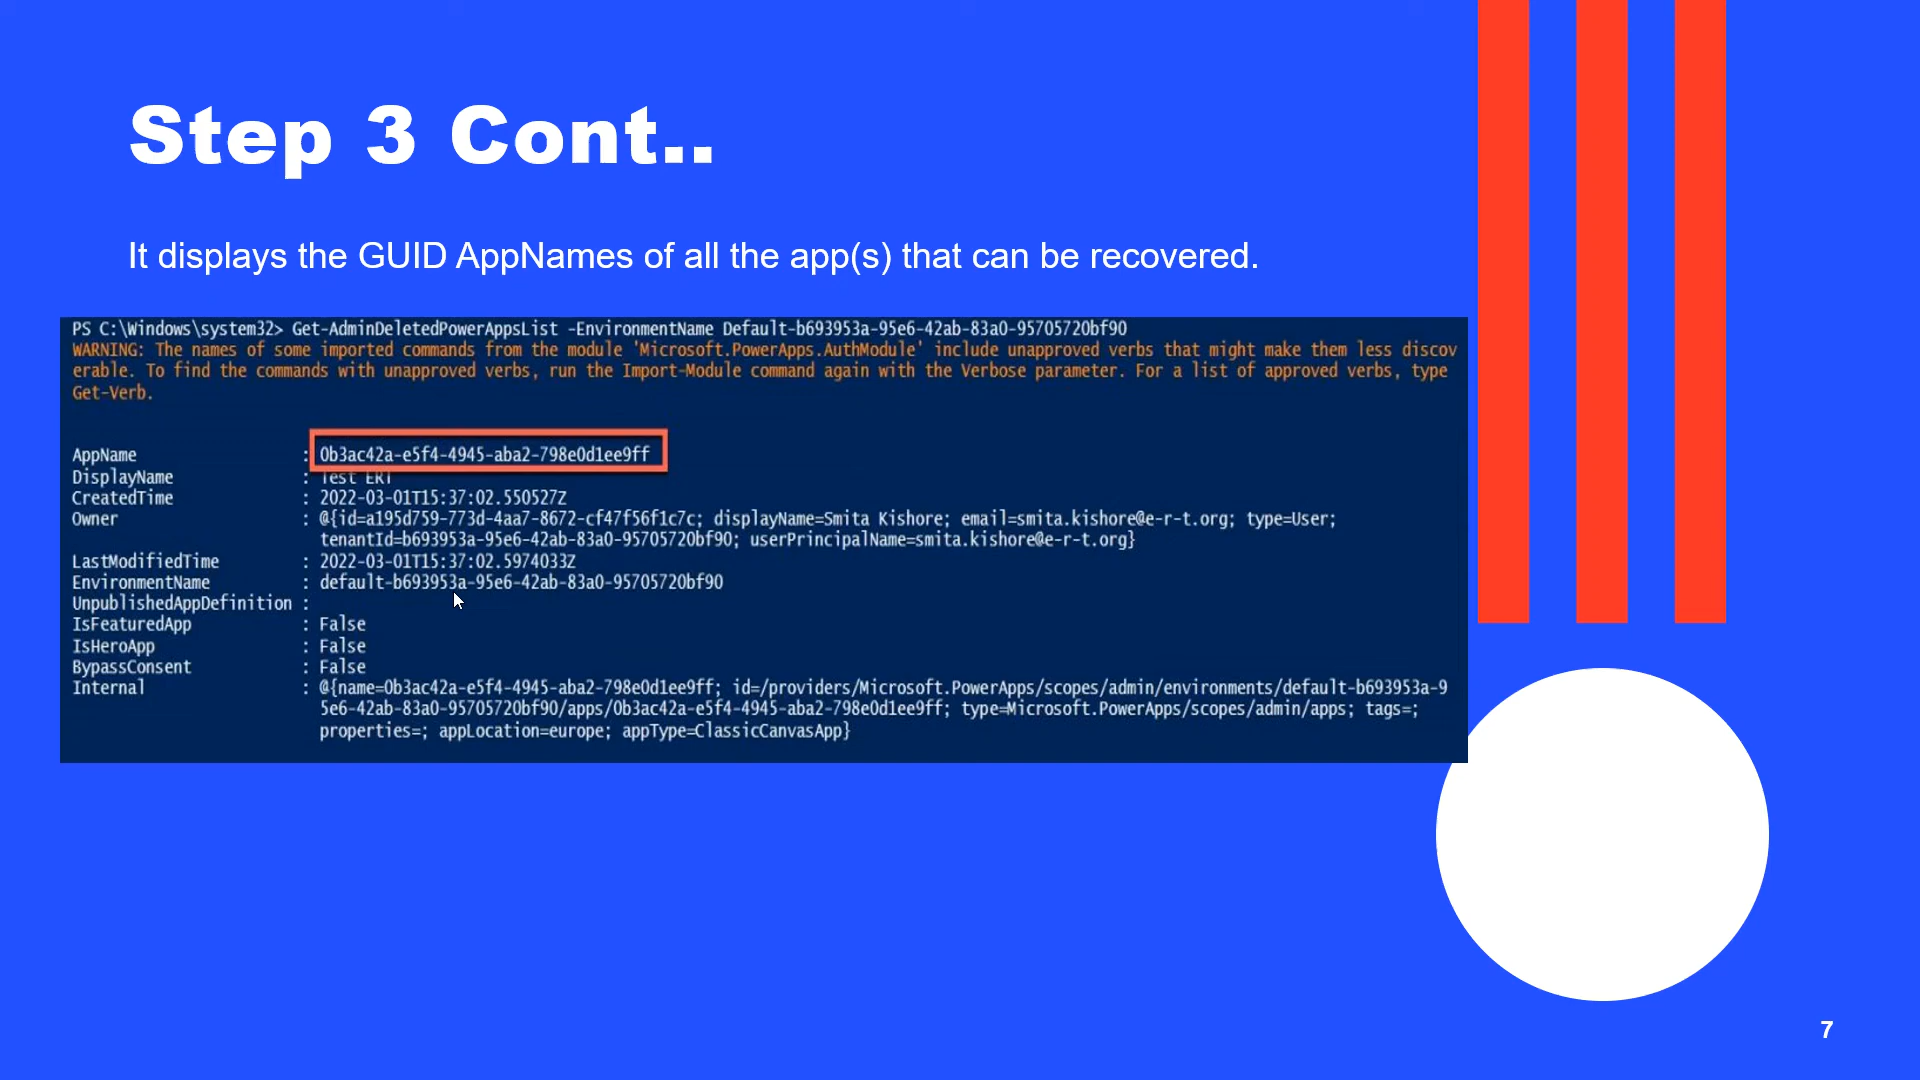 Step 3 Cont..
It displays the GUID AppNames of all the app(s) that can be recovered.
PS C:\Windows\system32> Get-AdminDeletedPowerAppsList -EnvironmentName Default-b693953a-95e6-42ab-83a0-95705720bf90
WARNING: The names of some imported commands from the module 'Microsoft.PowerApps.AuthModule' include unapproved verbs that might make them less discov
erable. To find the commands with unapproved verbs, run the Import-Module command again with the Verbose parameter. For a list of approved verbs, type
Get-Verb.
AppName : 0b3ac42a-e5f4-4945-aba2-798e0d1ee9ff
DisplayName : Test ERT
CreatedTime : 2022-03-01T15:37:02.550527Z
Owner : @{id=a195d759-773d-4aa7-8672-cf47f56f1c7c; displayName=Smita Kishore; email=smita.kishore@e-r-t.org; type=User;
tenantId=b693953a-95e6-42ab-83a0-95705720bf90; userPrincipalName=smita.kishore@e-r-t.org}
LastModifiedTime : 2022-03-01T15:37:02.5974033Z
EnvironmentName : default-b693953a-95e6-42ab-83a0-95705720bf90
UnpublishedAppDefinition :
IsFeaturedApp : False
IsHeroApp : False
BypassConsent : False
Internal : @{name=0b3ac42a-e5f4-4945-aba2-798e0d1ee9ff; id=/providers/Microsoft.PowerApps/scopes/admin/environments/default-b693953a-9
5e6-42ab-83a0-95705720bf90/apps/0b3ac42a-e5f4-4945-aba2-798e0d1ee9ff; type=Microsoft.PowerApps/scopes/admin/apps; tags=;
properties=; appLocation=europe; appType=ClassicCanvasApp}
7